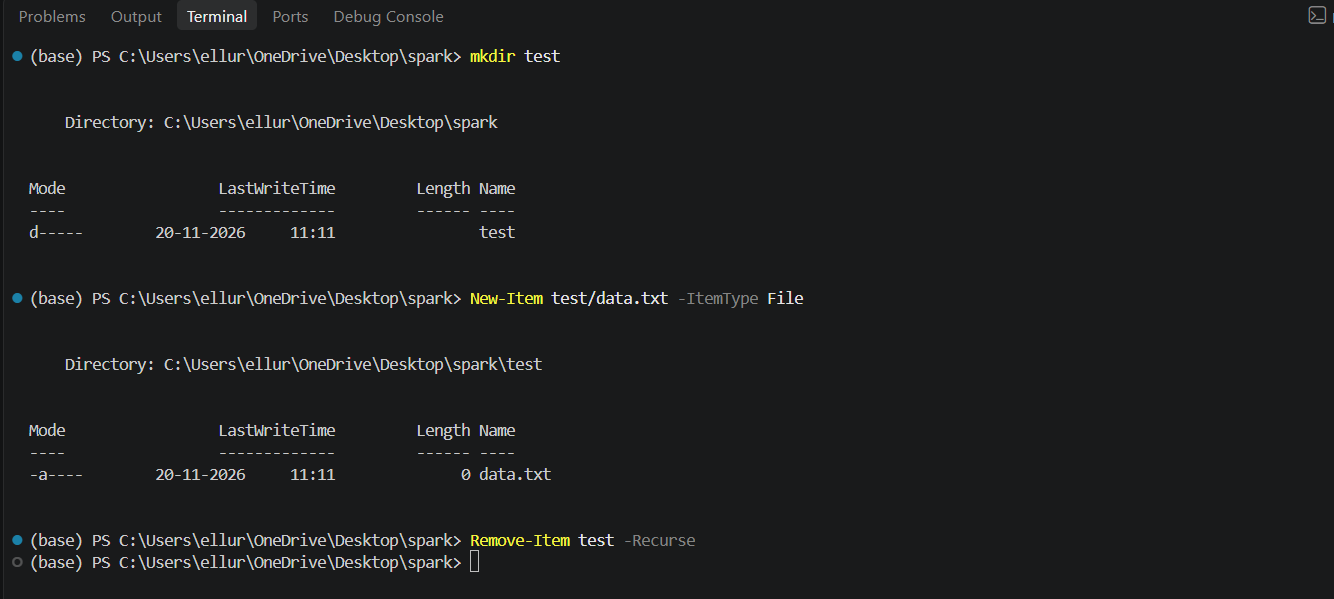 Problems Output Terminal Ports Debug Console
(base) PS C:\Users\ellur\OneDrive\Desktop\spark> mkdir test
Directory: C:\Users\ellur\OneDrive\Desktop\spark
Mode LastWriteTime Length Name
---- ------------- ------ ----
d----- 20-11-2026 11:11 test
(base) PS C:\Users\ellur\OneDrive\Desktop\spark> New-Item test/data.txt -ItemType File
Directory: C:\Users\ellur\OneDrive\Desktop\spark\test
Mode LastWriteTime Length Name
---- ------------- ------ ----
-a---- 20-11-2026 11:11 0 data.txt
(base) PS C:\Users\ellur\OneDrive\Desktop\spark> Remove-Item test -Recurse
(base) PS C:\Users\ellur\OneDrive\Desktop\spark>